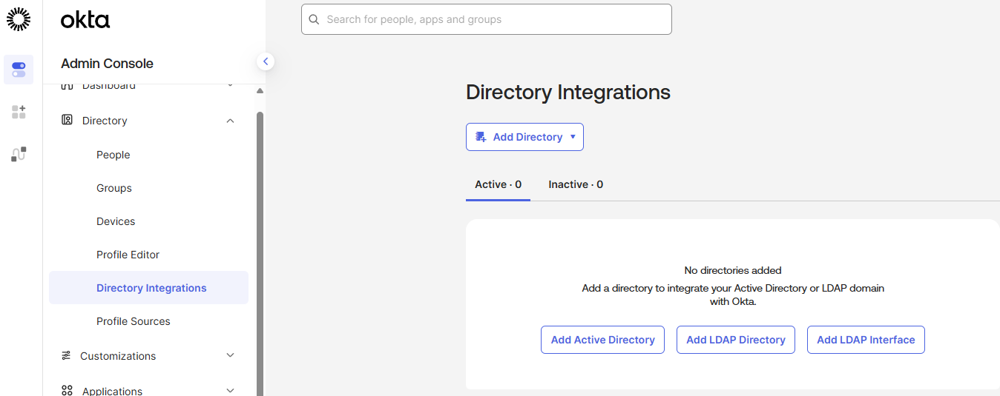 okta
Search for people, apps and groups
Admin Console
Dashboard
Directory
People
Groups
Devices
Profile Editor
Directory Integrations
Profile Sources
Customizations
Applications
Directory Integrations
Add Directory
Active · 0 Inactive · 0
No directories added
Add a directory to integrate your Active Directory or LDAP domain
with Okta.
Add Active Directory Add LDAP Directory Add LDAP Interface